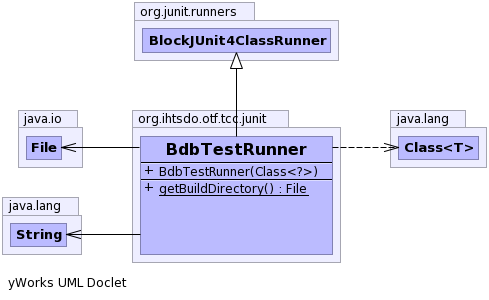 org.junit.runners
BlockJUnit4ClassRunner
java.io
File
org.ihtsdo.otf.tcc.junit
BdbTestRunner
+ BdbTestRunner(Class<?>)
+ getBuildDirectory() : File
java.lang
Class<T>
java.lang
String
yWorks UML Doclet